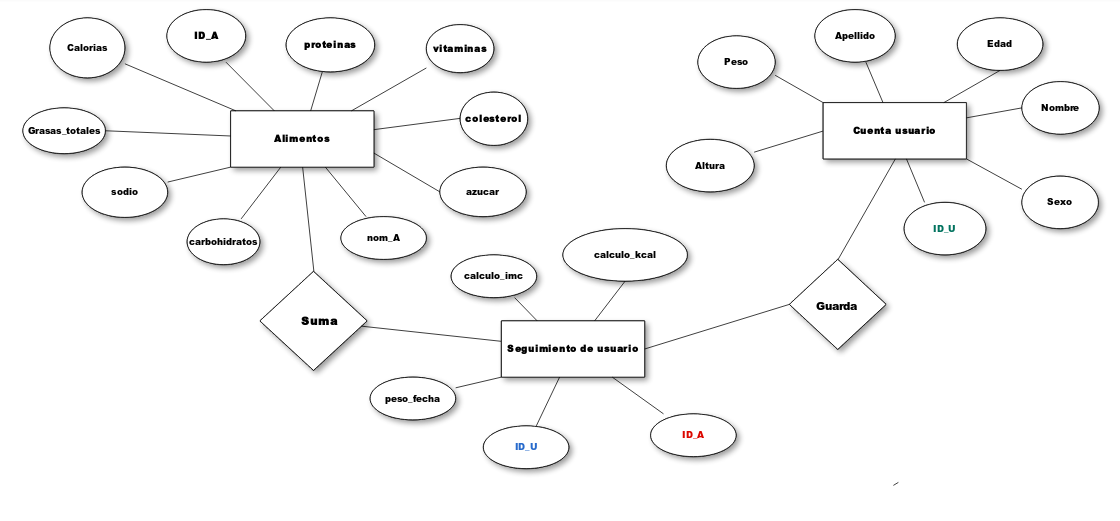 Calorias
ID_A
proteinas
vitaminas
Grasas_totales
Alimentos
colesterol
sodio
azucar
carbohidratos
nom_A
Suma
Peso
Apellido
Edad
Nombre
Cuenta usuario
Altura
Sexo
ID_U
Guarda
calculo_imc
calculo_kcal
Seguimiento de usuario
peso_fecha
ID_U
ID_A